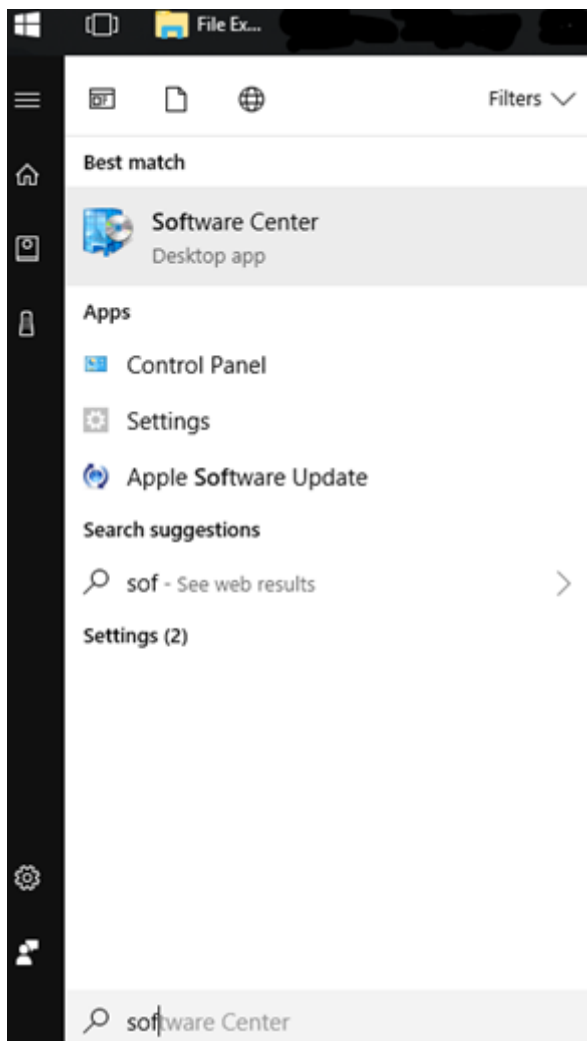 File Ex...
Filters
Best match
Software Center
Desktop app
Apps
Control Panel
Settings
Apple Software Update
Search suggestions
sof - See web results
Settings (2)
software Center